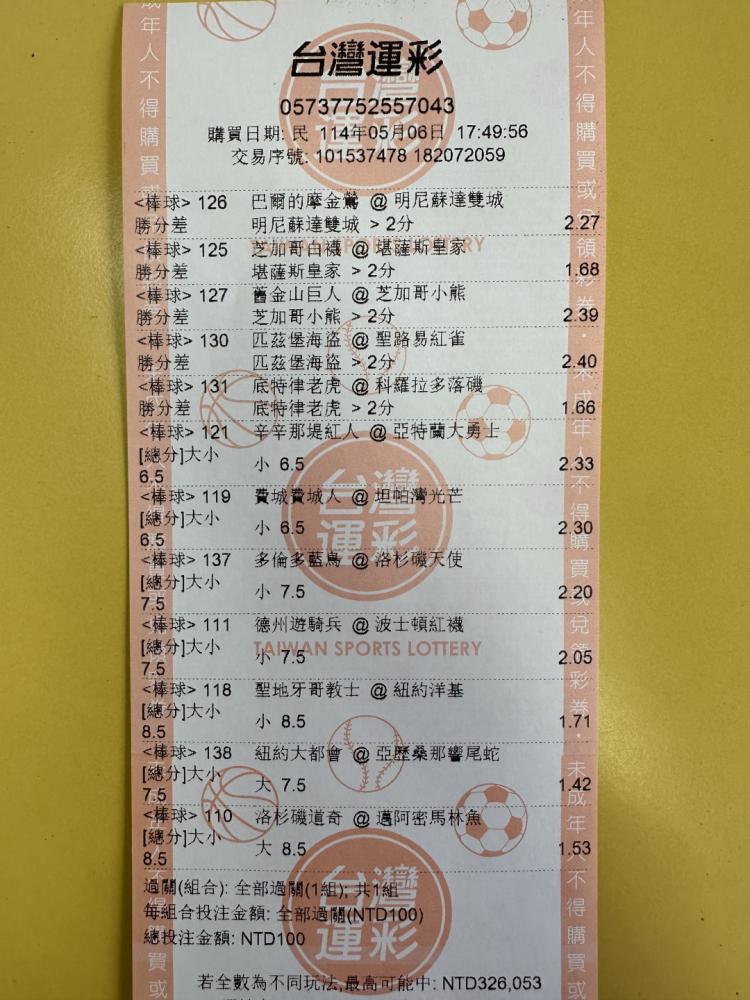 台灣運彩
05737752557043
購買日期: 民 114年05月06日 17:49:56
交易序號: 101537478 182072059
<棒球> 126 巴爾的摩金鶯 @ 明尼蘇達雙城
勝分差 明尼蘇達雙城 > 2分 2.27
<棒球> 125 芝加哥白襪 @ 堪薩斯皇家
勝分差 堪薩斯皇家 > 2分 1.68
<棒球> 127 舊金山巨人 @ 芝加哥小熊
勝分差 芝加哥小熊 > 2分 2.39
<棒球> 130 匹茲堡海盜 @ 聖路易紅雀
勝分差 匹茲堡海盜 > 2分 2.40
<棒球> 131 底特律老虎 @ 科羅拉多落磯
勝分差 底特律老虎 > 2分 1.66
<棒球> 121 辛辛那堤紅人 @ 亞特蘭大勇士
[總分]大小 小 6.5 2.33
6.5
<棒球> 119 費城費城人 @ 坦帕灣光芒
[總分]大小 小 6.5 2.30
6.5
<棒球> 137 多倫多藍鳥 @ 洛杉磯天使
[總分]大小 小 7.5 2.20
7.5
<棒球> 111 德州遊騎兵 @ 波士頓紅襪
[總分]大小 小 7.5 2.05
7.5
TAIWAN SPORTS LOTTERY
<棒球> 118 聖地牙哥教士 @ 紐約洋基
[總分]大小 小 8.5 1.71
8.5
<棒球> 138 紐約大都會 @ 亞歷桑那響尾蛇
[總分]大小 大 7.5 1.42
7.5
<棒球> 110 洛杉磯道奇 @ 邁阿密馬林魚
[總分]大小 大 8.5 1.53
8.5
過關(組合): 全部過關(1組); 共1組
每組合投注金額: 全部過關(NTD100)
總投注金額: NTD100
若全數為不同玩法,最高可能中: NTD326,053